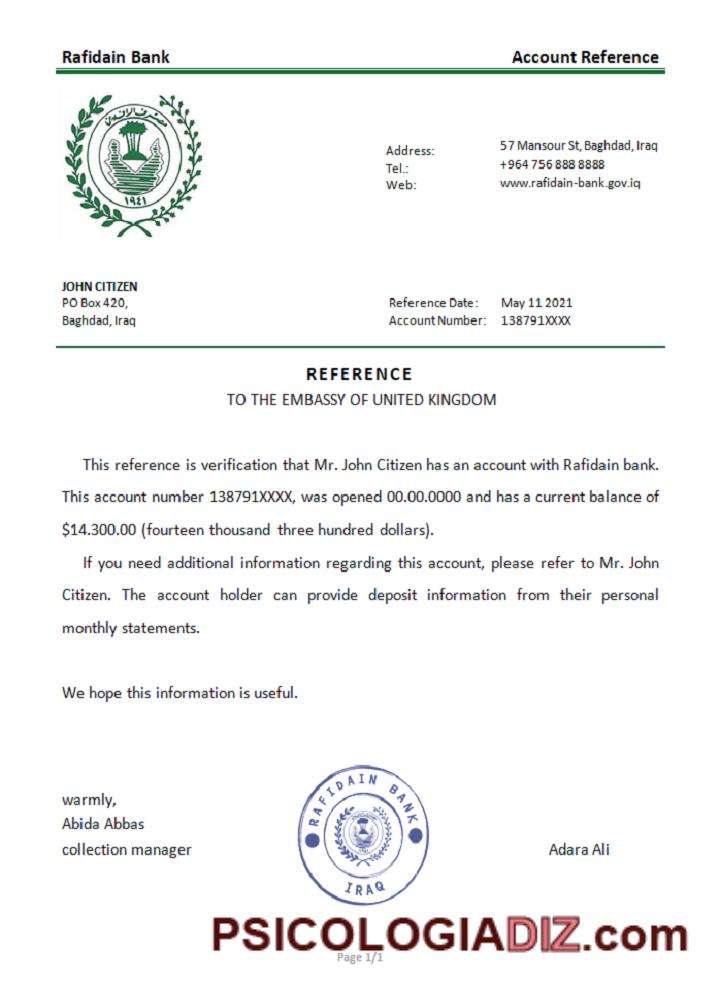 Rafidain Bank Account Reference
مصرف الرافدين
١٩٤١
Address: 57 Mansour St, Baghdad, Iraq
Tel.: +964 756 888 8888
Web: www.rafidain-bank.gov.iq
JOHN CITIZEN
PO Box 420,
Baghdad, Iraq
Reference Date: May 11 2021
Account Number: 138791XXXX
REFERENCE
TO THE EMBASSY OF UNITED KINGDOM
This reference is verification that Mr. John Citizen has an account with Rafidain bank.
This account number 138791XXXX, was opened 00.00.0000 and has a current balance of
$14.300.00 (fourteen thousand three hundred dollars).
If you need additional information regarding this account, please refer to Mr. John
Citizen. The account holder can provide deposit information from their personal
monthly statements.
We hope this information is useful.
warmly,
Abida Abbas
collection manager
RAFIDAIN BANK
IRAQ
Adara Ali
PSICOLOGIADIZ.com
Page 1/1